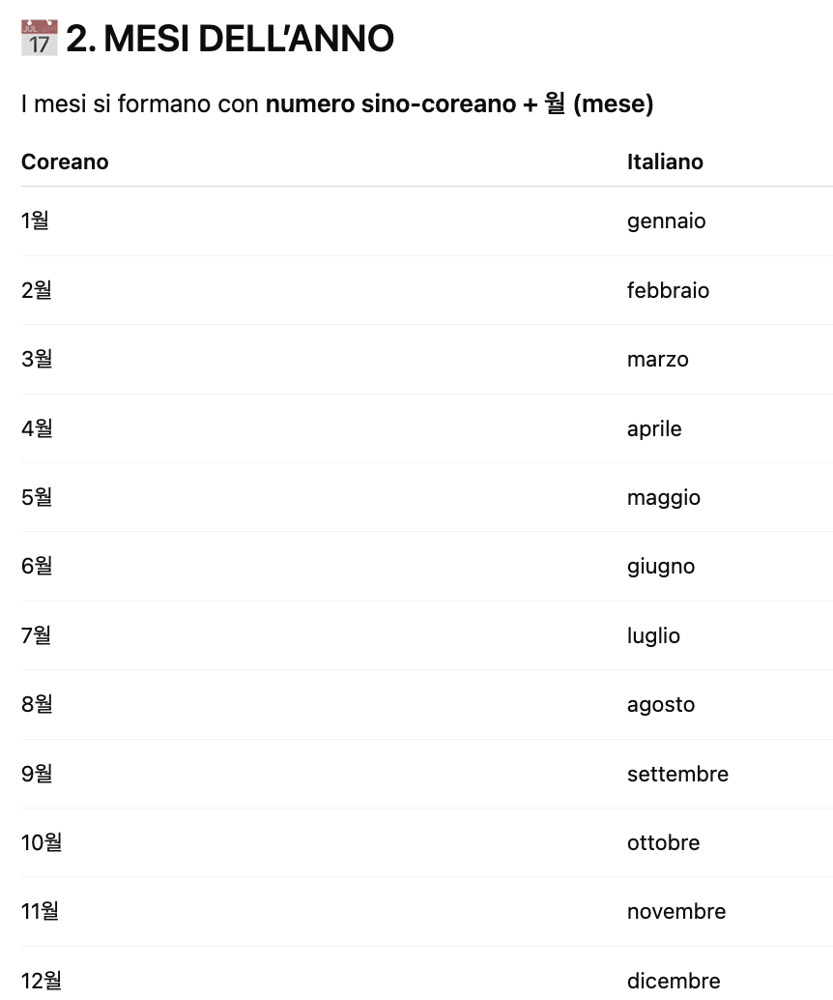 JUL
17
2. MESI DELL’ANNO
I mesi si formano con numero sino-coreano + 월 (mese)
Coreano Italiano
1월 gennaio
2월 febbraio
3월 marzo
4월 aprile
5월 maggio
6월 giugno
7월 luglio
8월 agosto
9월 settembre
10월 ottobre
11월 novembre
12월 dicembre